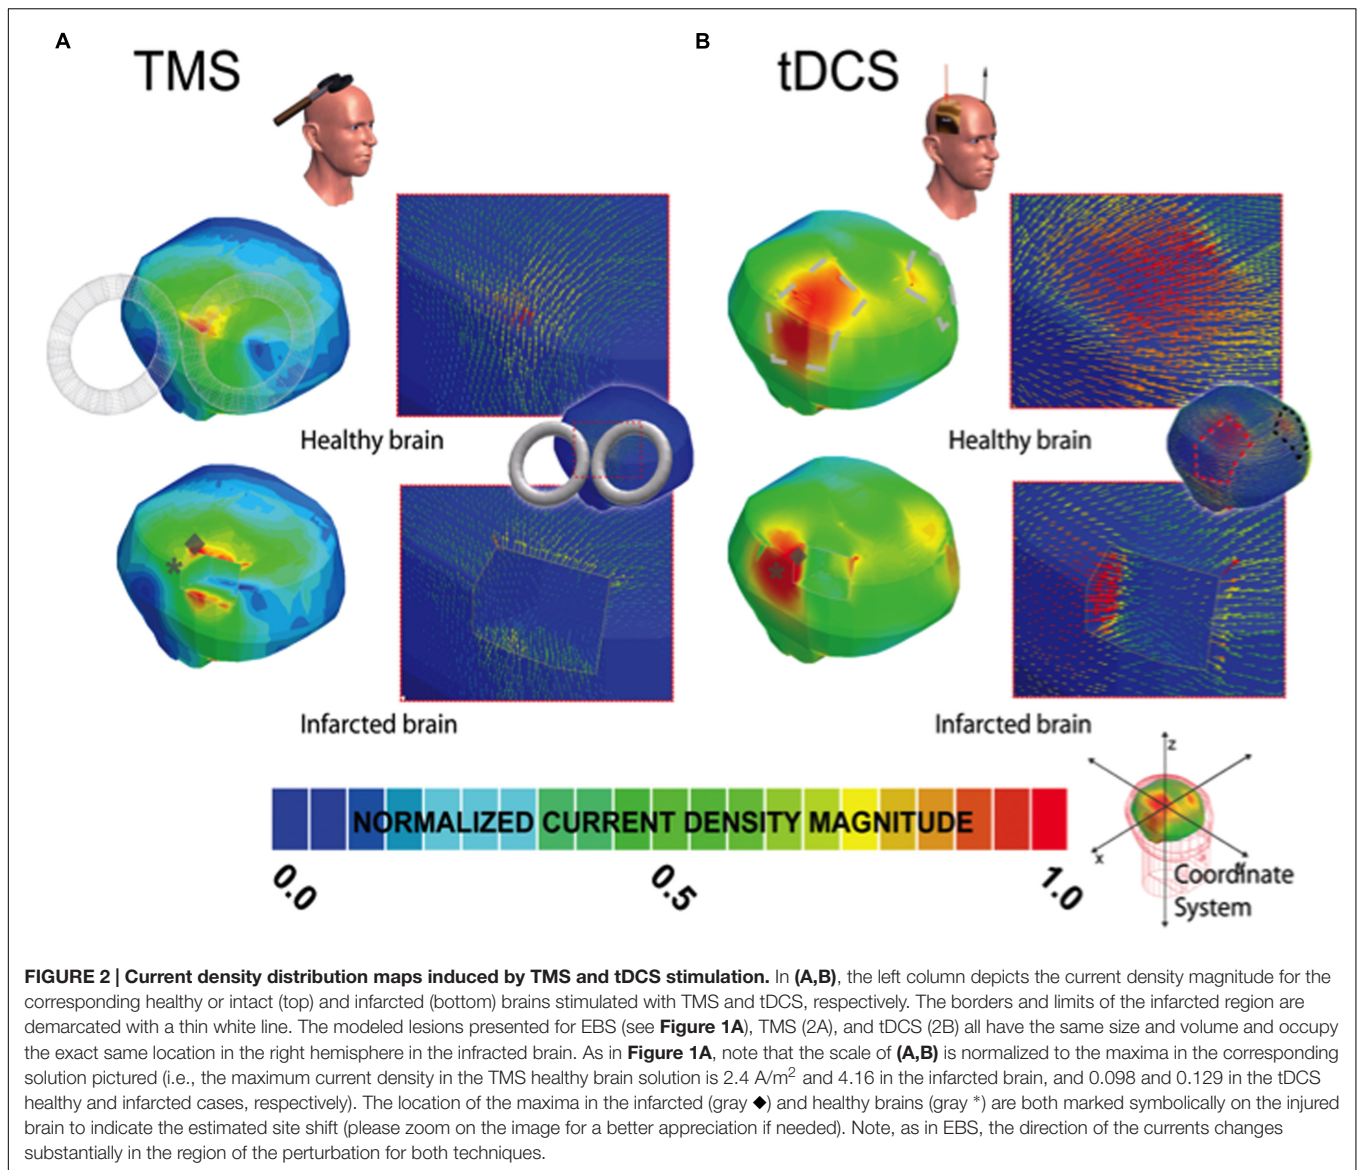 A
B
TMS
tDCS
Healthy brain
Healthy brain
Infarcted brain
Infarcted brain
NORMALIZED CURRENT DENSITY MAGNITUDE
0.0
0.5
1.0
z
x
Coordinate
System
FIGURE 2 | Current density distribution maps induced by TMS and tDCS stimulation. In (A,B), the left column depicts the current density magnitude for the
corresponding healthy or intact (top) and infarcted (bottom) brains stimulated with TMS and tDCS, respectively. The borders and limits of the infarcted region are
demarcated with a thin white line. The modeled lesions presented for EBS (see Figure 1A), TMS (2A), and tDCS (2B) all have the same size and volume and occupy
the exact same location in the right hemisphere in the infracted brain. As in Figure 1A, note that the scale of (A,B) is normalized to the maxima in the corresponding
solution pictured (i.e., the maximum current density in the TMS healthy brain solution is 2.4 A/m² and 4.16 in the infarcted brain, and 0.098 and 0.129 in the tDCS
healthy and infarcted cases, respectively). The location of the maxima in the infarcted (gray ◆) and healthy brains (gray *) are both marked symbolically on the injured
brain to indicate the estimated site shift (please zoom on the image for a better appreciation if needed). Note, as in EBS, the direction of the currents changes
substantially in the region of the perturbation for both techniques.